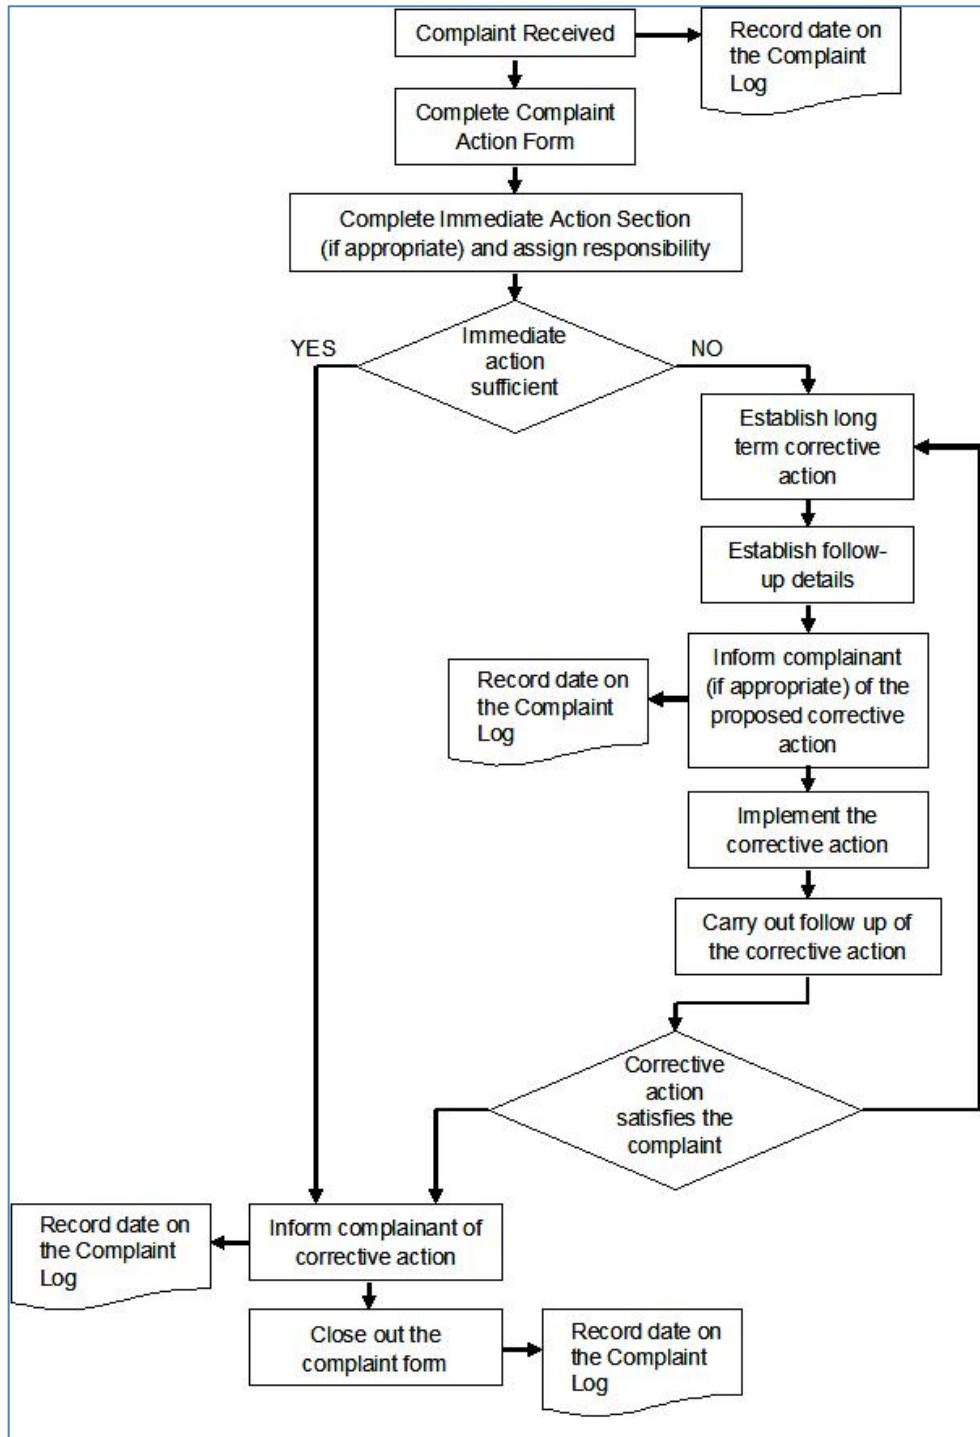 Complaint Received
Record date on
the Complaint
Log
Complete Complaint
Action Form
Complete Immediate Action Section
(if appropriate) and assign responsibility
YES
Immediate
action
sufficient
NO
Establish long
term corrective
action
Establish follow-
up details
Inform complainant
(if appropriate) of the
proposed corrective
action
Record date on
the Complaint
Log
Implement the
corrective action
Carry out follow up of
the corrective action
Corrective
action
satisfies the
complaint
Inform complainant of
corrective action
Record date on
the Complaint
Log
Close out the
complaint form
Record date on
the Complaint
Log